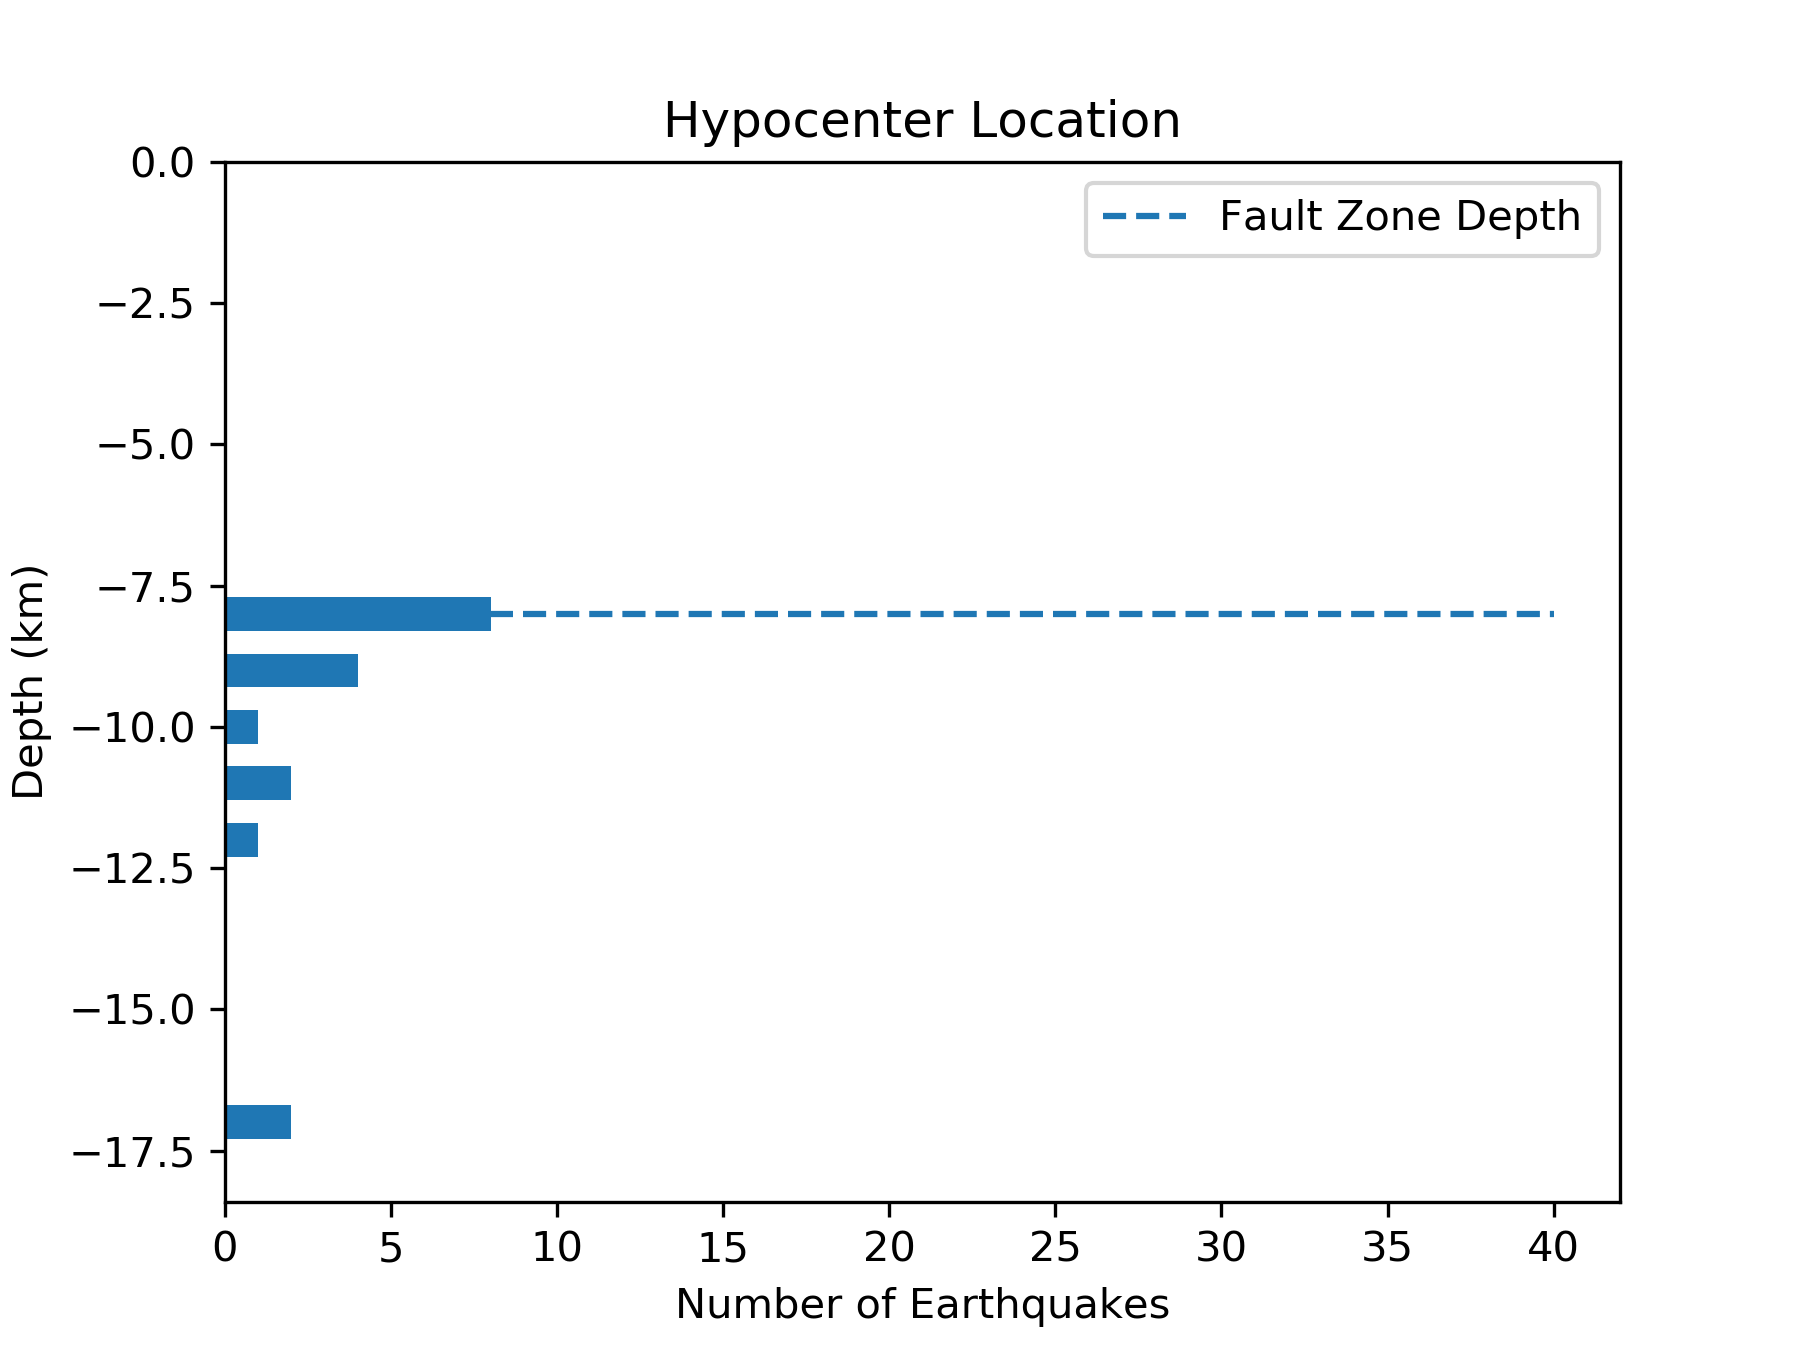 Hypocenter Location
Fault Zone Depth
0.0
−2.5
−5.0
−7.5
−10.0
−12.5
−15.0
−17.5
Depth (km)
0 5 10 15 20 25 30 35 40
Number of Earthquakes